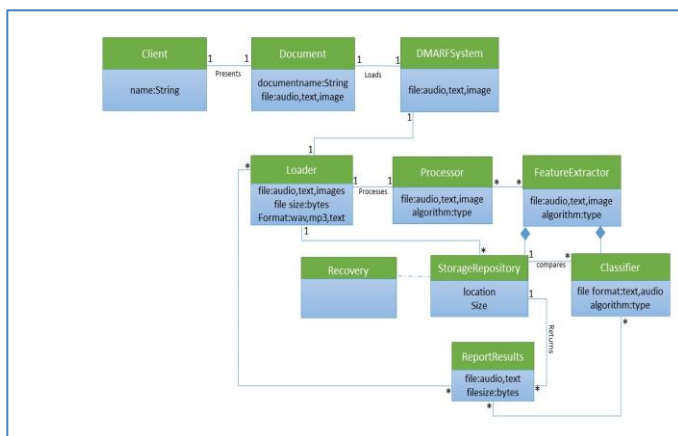 Client
name:String
1
Presents
1
Document
documentname:String
file:audio,text,image
1
Loads
1
DMARFSystem
file:audio,text,image
1
1
*
Loader
file:audio,text,images
file size:bytes
Format:wav,mp3,text
1
Processes
1
Processor
file:audio,text,image
algorithm:type
*
*
FeatureExtractor
file:audio,text,image
algorithm:type
1
*
Recovery
StorageRepository
location
Size
1
compares
*
Classifier
file format:text,audio
algorithm:type
1
Returns
*
ReportResults
file:audio,text
filesize:bytes
*
*
*